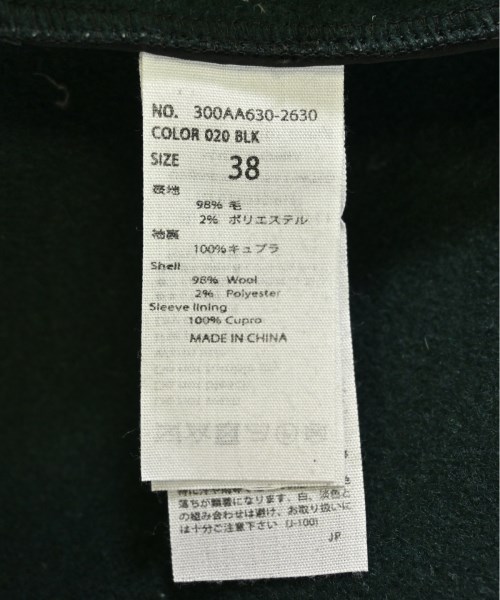 NO. 300AA630-2630
COLOR 020 BLK
SIZE 38
表地
98% 毛
2% ポリエステル
袖裏
100%キュプラ
Shell
98% Wool
2% Polyester
Sleeve lining
100% Cupro
MADE IN CHINA
落ちが顕著になります。白、淡色と
の組み合わせは避け、お取り扱いに
は十分ご注意下さい (J-100)
JP